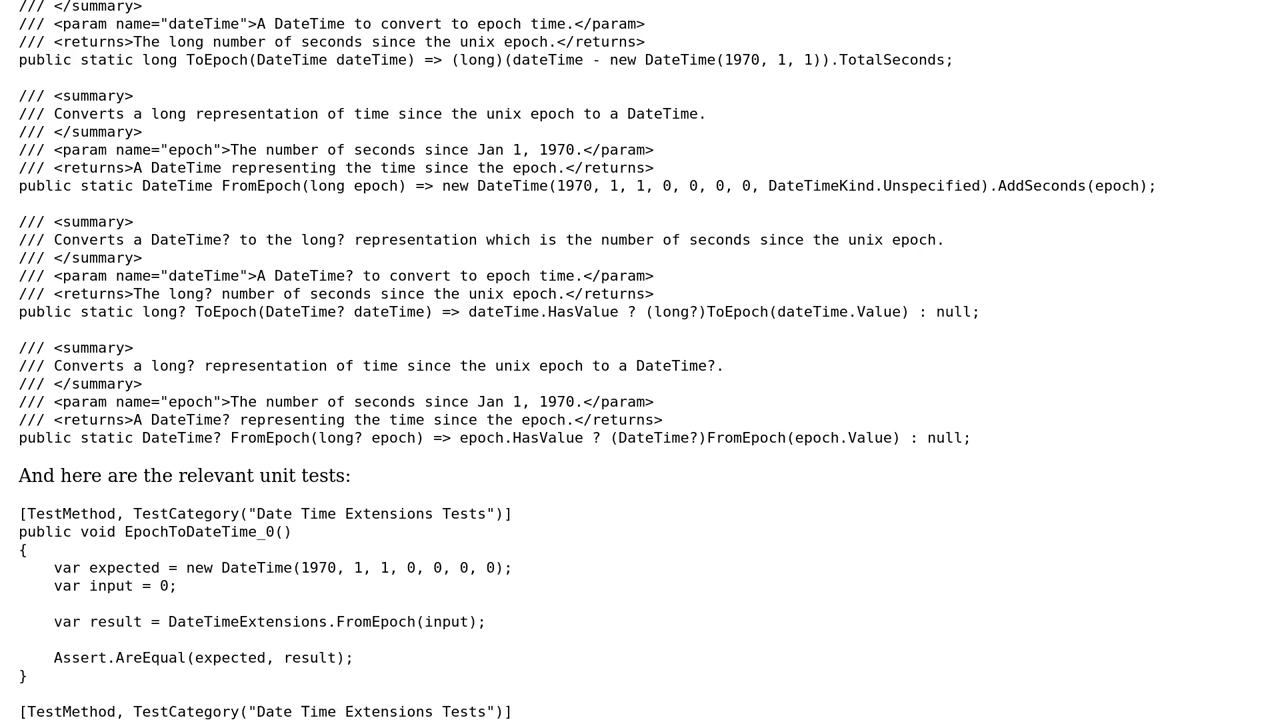 /// </summary>
/// <param name="dateTime">A DateTime to convert to epoch time.</param>
/// <returns>The long number of seconds since the unix epoch.</returns>
public static long ToEpoch(DateTime dateTime) => (long)(dateTime - new DateTime(1970, 1, 1)).TotalSeconds;

/// <summary>
/// Converts a long representation of time since the unix epoch to a DateTime.
/// </summary>
/// <param name="epoch">The number of seconds since Jan 1, 1970.</param>
/// <returns>A DateTime representing the time since the epoch.</returns>
public static DateTime FromEpoch(long epoch) => new DateTime(1970, 1, 1, 0, 0, 0, 0, DateTimeKind.Unspecified).AddSeconds(epoch);

/// <summary>
/// Converts a DateTime? to the long? representation which is the number of seconds since the unix epoch.
/// </summary>
/// <param name="dateTime">A DateTime? to convert to epoch time.</param>
/// <returns>The long? number of seconds since the unix epoch.</returns>
public static long? ToEpoch(DateTime? dateTime) => dateTime.HasValue ? (long?)ToEpoch(dateTime.Value) : null;

/// <summary>
/// Converts a long? representation of time since the unix epoch to a DateTime?.
/// </summary>
/// <param name="epoch">The number of seconds since Jan 1, 1970.</param>
/// <returns>A DateTime? representing the time since the epoch.</returns>
public static DateTime? FromEpoch(long? epoch) => epoch.HasValue ? (DateTime?)FromEpoch(epoch.Value) : null;

And here are the relevant unit tests:

[TestMethod, TestCategory("Date Time Extensions Tests")]
public void EpochToDateTime_0()
{
    var expected = new DateTime(1970, 1, 1, 0, 0, 0, 0);
    var input = 0;

    var result = DateTimeExtensions.FromEpoch(input);

    Assert.AreEqual(expected, result);
}

[TestMethod, TestCategory("Date Time Extensions Tests")]